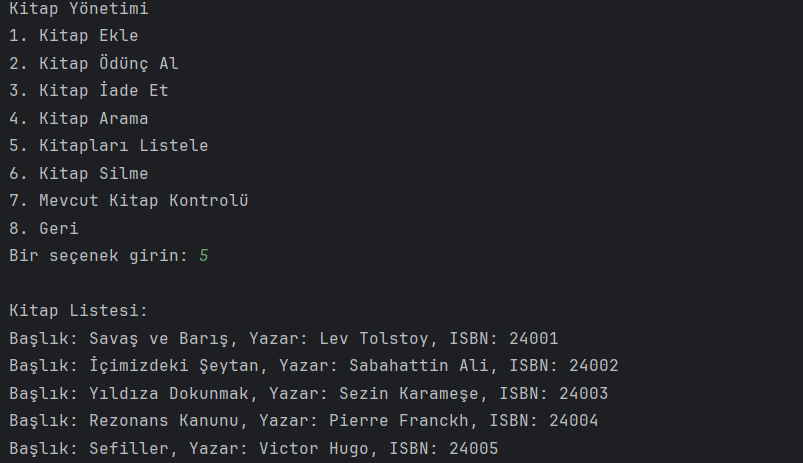 Kitap Yönetimi
1. Kitap Ekle
2. Kitap Ödünç Al
3. Kitap İade Et
4. Kitap Arama
5. Kitapları Listele
6. Kitap Silme
7. Mevcut Kitap Kontrolü
8. Geri
Bir seçenek girin: 5
Kitap Listesi:
Başlık: Savaş ve Barış, Yazar: Lev Tolstoy, ISBN: 24001
Başlık: İçimizdeki Şeytan, Yazar: Sabahattin Ali, ISBN: 24002
Başlık: Yıldıza Dokunmak, Yazar: Sezin Karameşe, ISBN: 24003
Başlık: Rezonans Kanunu, Yazar: Pierre Franckh, ISBN: 24004
Başlık: Sefiller, Yazar: Victor Hugo, ISBN: 24005